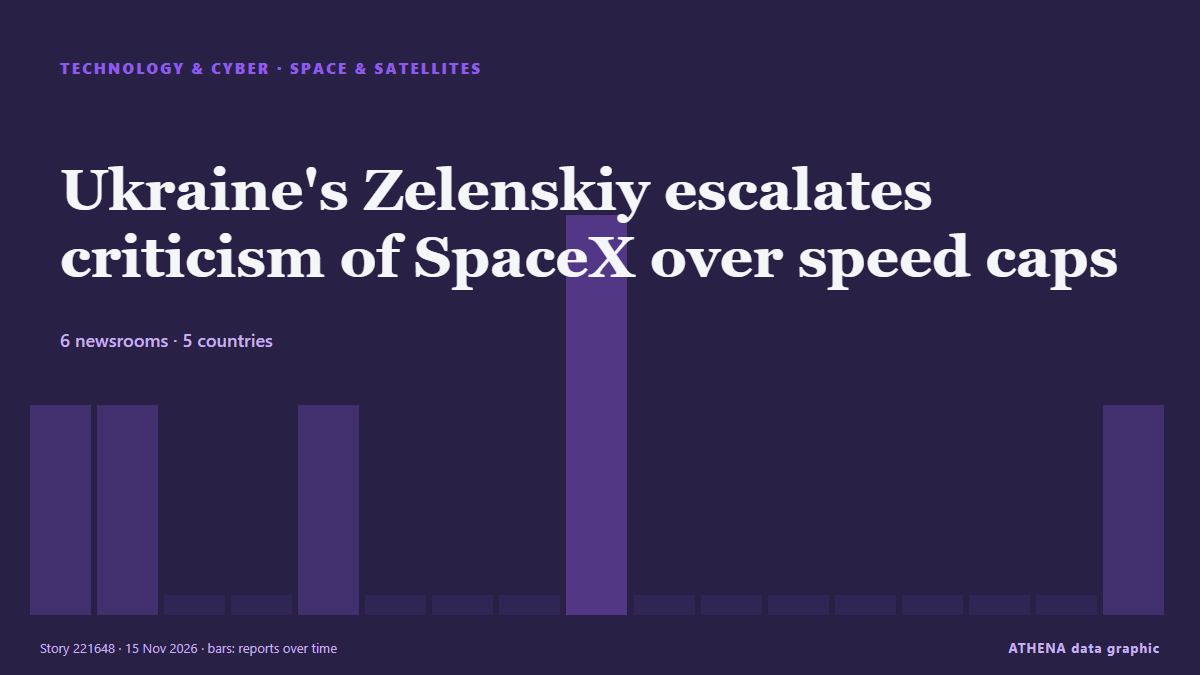 TECHNOLOGY & CYBER · SPACE & SATELLITES
Ukraine's Zelenskiy escalates
criticism of SpaceX over speed caps
6 newsrooms · 5 countries
Story 221648 · 15 Nov 2026 · bars: reports over time
ATHENA data graphic